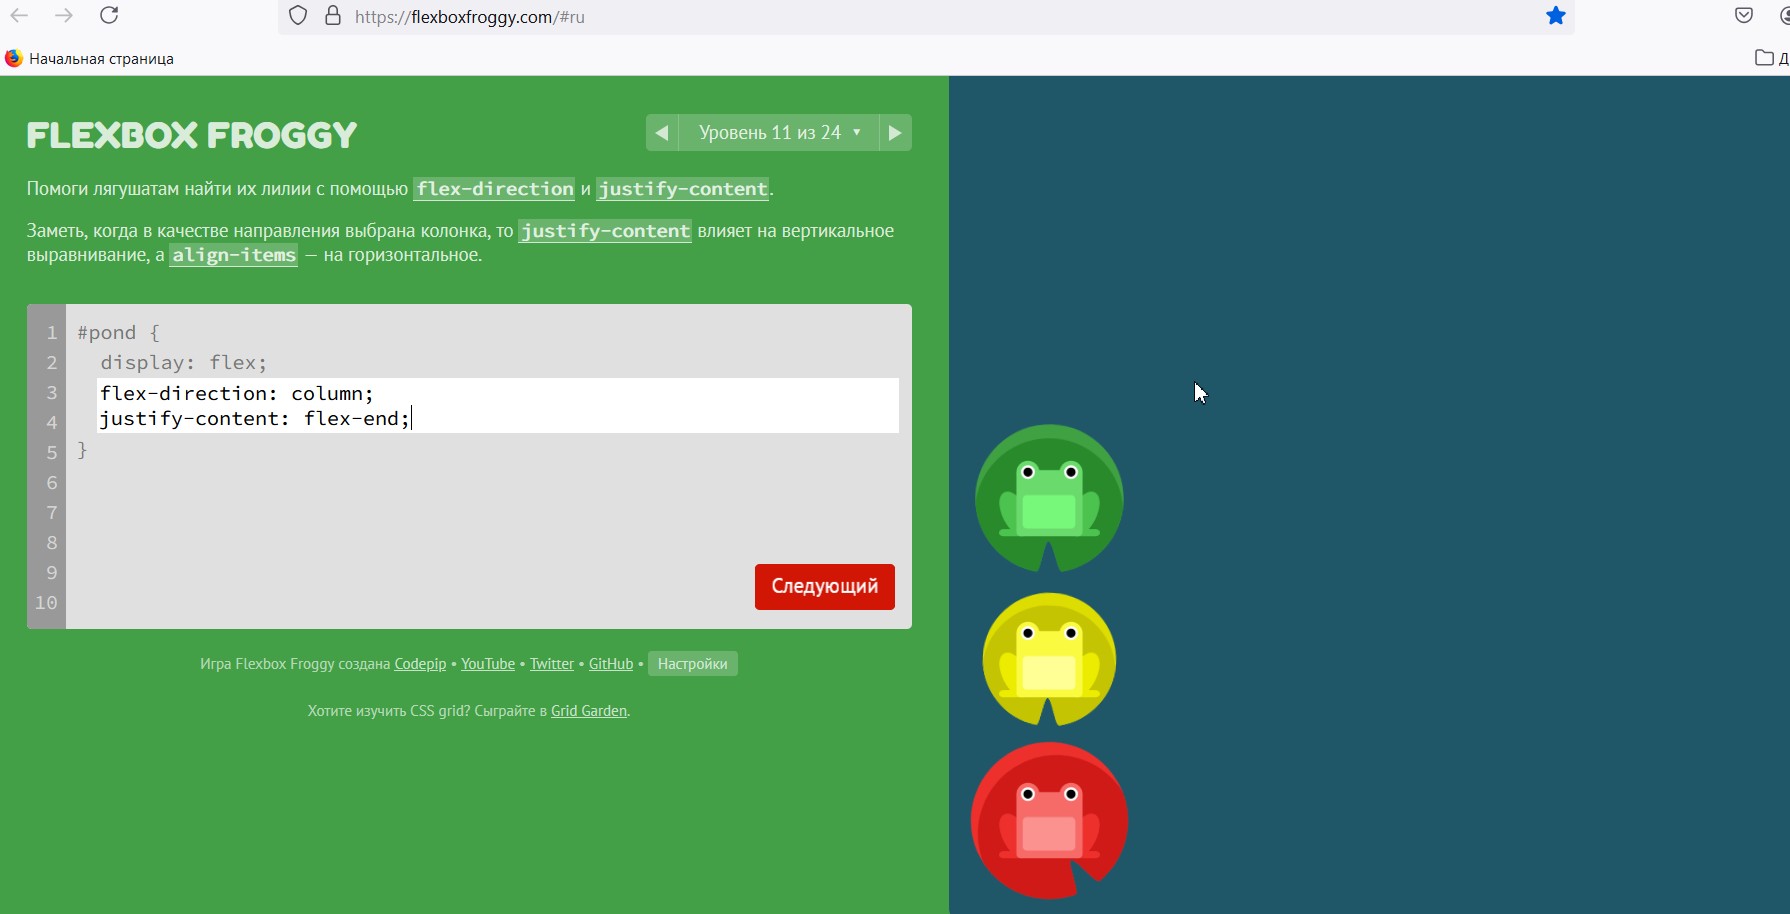 https://flexboxfroggy.com/#ru
Начальная страница
Д
FLEXBOX FROGGY
Уровень 11 из 24
Помоги лягушатам найти их лилии с помощью flex-direction и justify-content.
Заметь, когда в качестве направления выбрана колонка, то justify-content влияет на вертикальное
выравнивание, а align-items — на горизонтальное.
1 #pond {
2 display: flex;
3 flex-direction: column;
4 justify-content: flex-end;
5 }
6
7
8
9
10
Следующий
Игра Flexbox Froggy создана Codepip • YouTube • Twitter • GitHub • Настройки
Хотите изучить CSS grid? Сыграйте в Grid Garden.